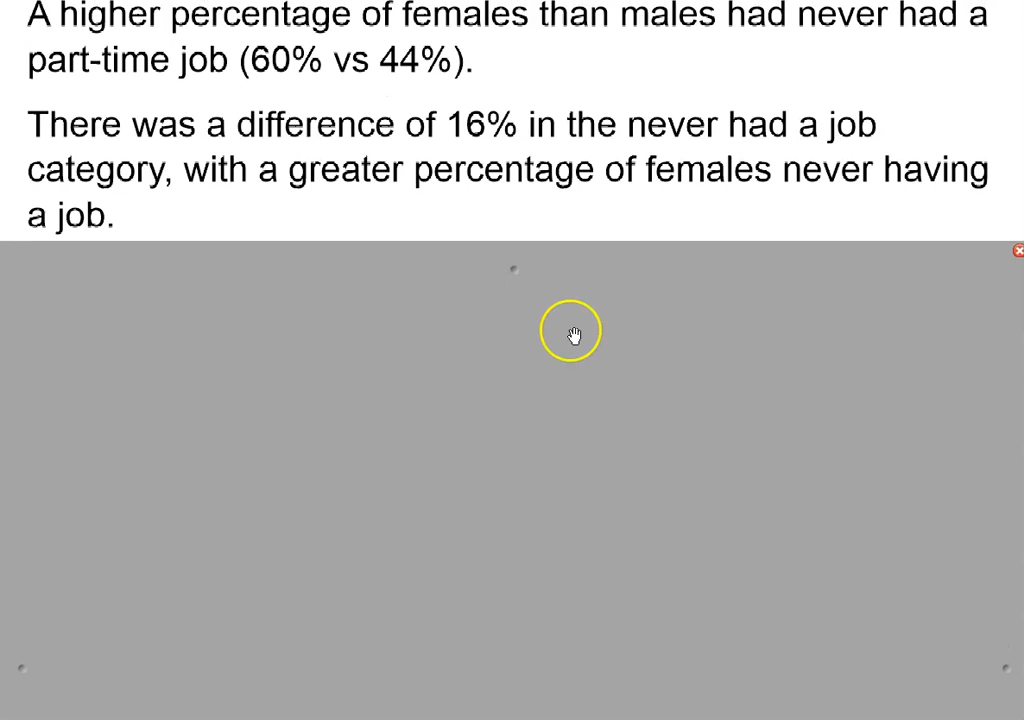 A higher percentage of females than males had never had a
part-time job (60% vs 44%).
There was a difference of 16% in the never had a job
category, with a greater percentage of females never having
a job.